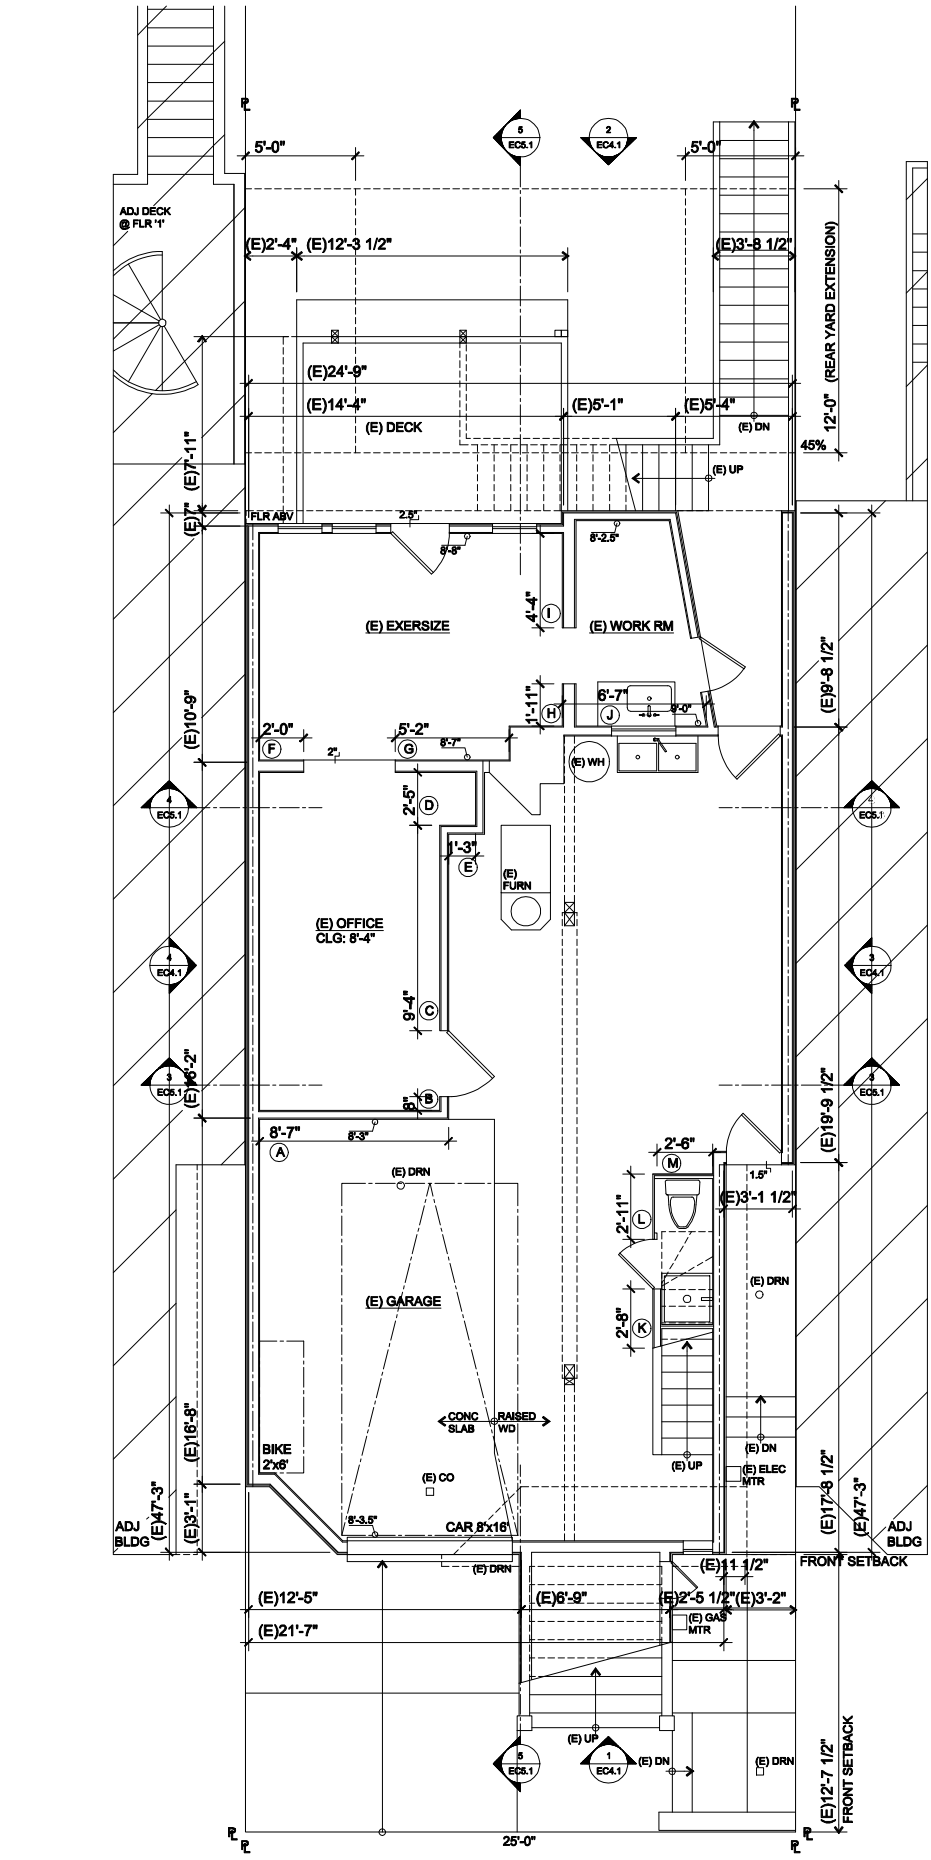 PL
PL
5
EC5.1
2
EC4.1
5'-0"
5'-0"
ADJ DECK
@ FLR '1'
(E)2'-4"
(E)12'-3 1/2"
(E)3'-8 1/2"
12'-0" (REAR YARD EXTENSION)
(E)24'-9"
(E)14'-4"
(E)5'-1"
(E)5'-4"
(E) DECK
(E) DN
45%
(E)7'-11"
(E) UP
(E)7"
FLR ABV
2.5"
8'-8"
8'-2.5"
4'-4"
I
(E) EXERSIZE
(E) WORK RM
(E)9'-8 1/2"
(E)10'-9"
6'-7"
1'-11"
H
J
9'-0"
2'-0"
5'-2"
F
G
8'-7"
2"
(E) WH
4
EC5.1
2'-5"
D
EC5.1
1'-3"
E
(E)
FURN
(E) OFFICE
CLG: 8'-4"
4
EC4.1
3
EC4.1
9'-4"
C
3
EC5.1
(E)16'-2"
3
EC5.1
8"
B
(E)19'-9 1/2"
8'-7"
8'-3"
A
2'-6"
M
(E) DRN
1.5"
(E)3'-1 1/2"
2'-11"
L
(E) DRN
(E) GARAGE
2'-8"
K
CONC
SLAB
RAISED
WD
(E)16'-8"
BIKE
2'x6'
(E) UP
(E) DN
(E) ELEC
MTR
(E) CO
(E)47'-3"
(E)3'-1"
(E)17'-8 1/2"
(E)47'-3"
8'-3.5"
CAR 8'x16'
ADJ
BLDG
ADJ
BLDG
(E) DRN
(E)11 1/2"
FRONT SETBACK
(E)12'-5"
(E)6'-9"
(E)2'-5 1/2"
(E)3'-2"
(E) GAS
MTR
(E)21'-7"
(E) UP
5
EC5.1
1
EC4.1
(E) DN
(E) DRN
(E)12'-7 1/2"
FRONT SETBACK
PL
PL
25'-0"
PL
PL